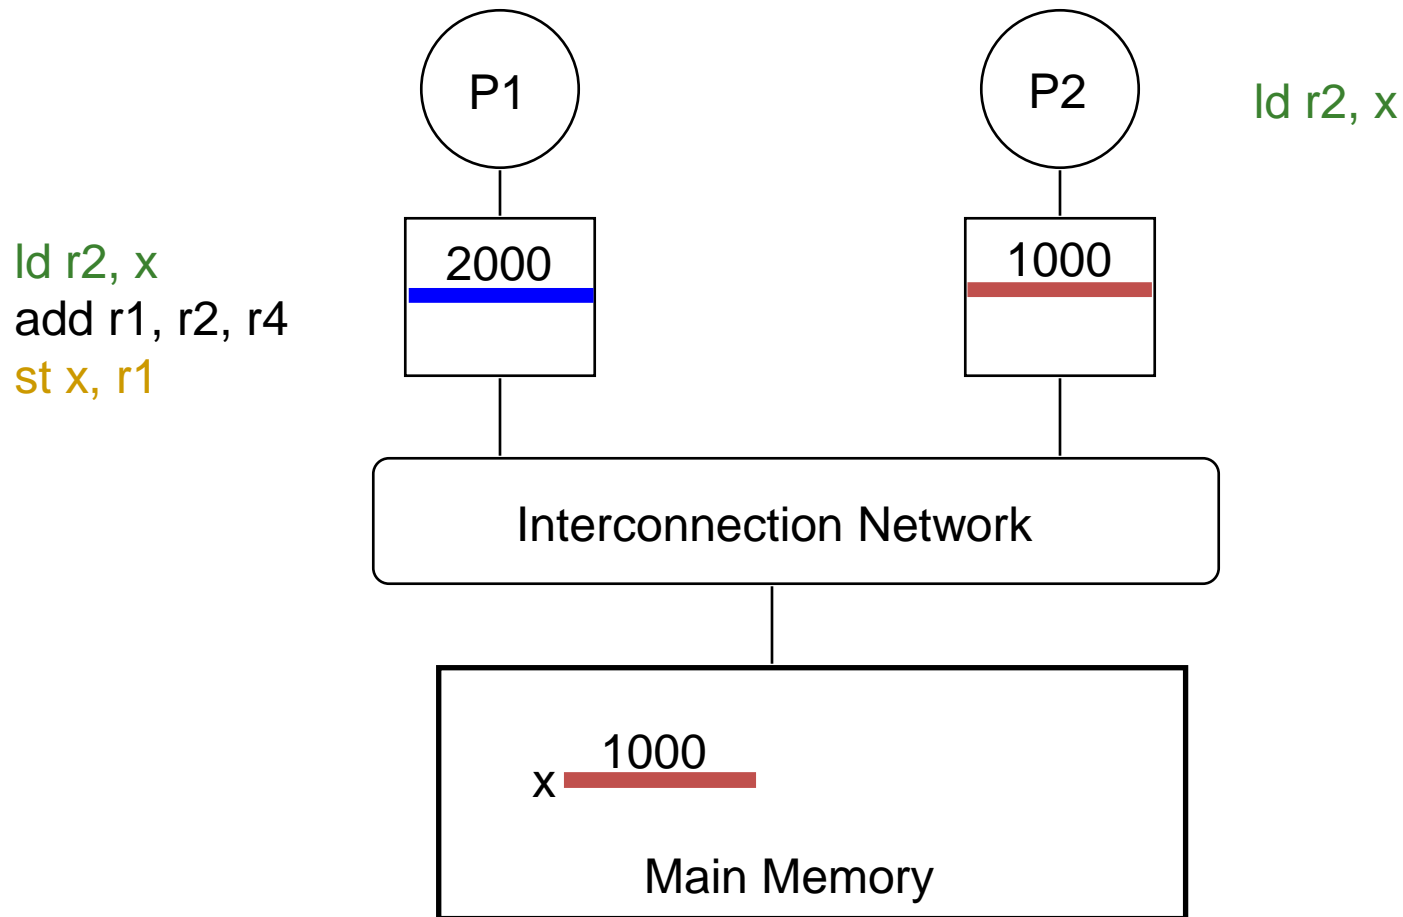 P1
P2
ld r2, x
2000
1000
ld r2, x
add r1, r2, r4
st x, r1
Interconnection Network
1000
x
Main Memory